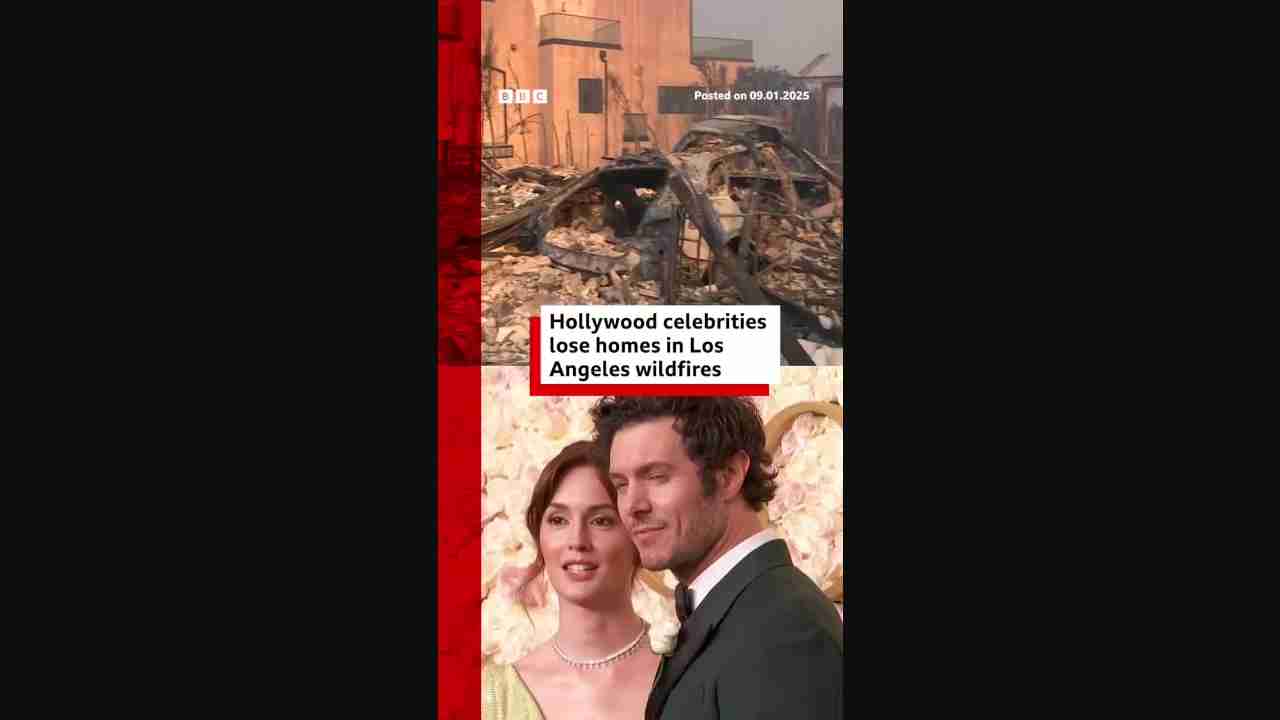 BBC
Posted on 09.01.2025
Hollywood celebrities
lose homes in Los
Angeles wildfires